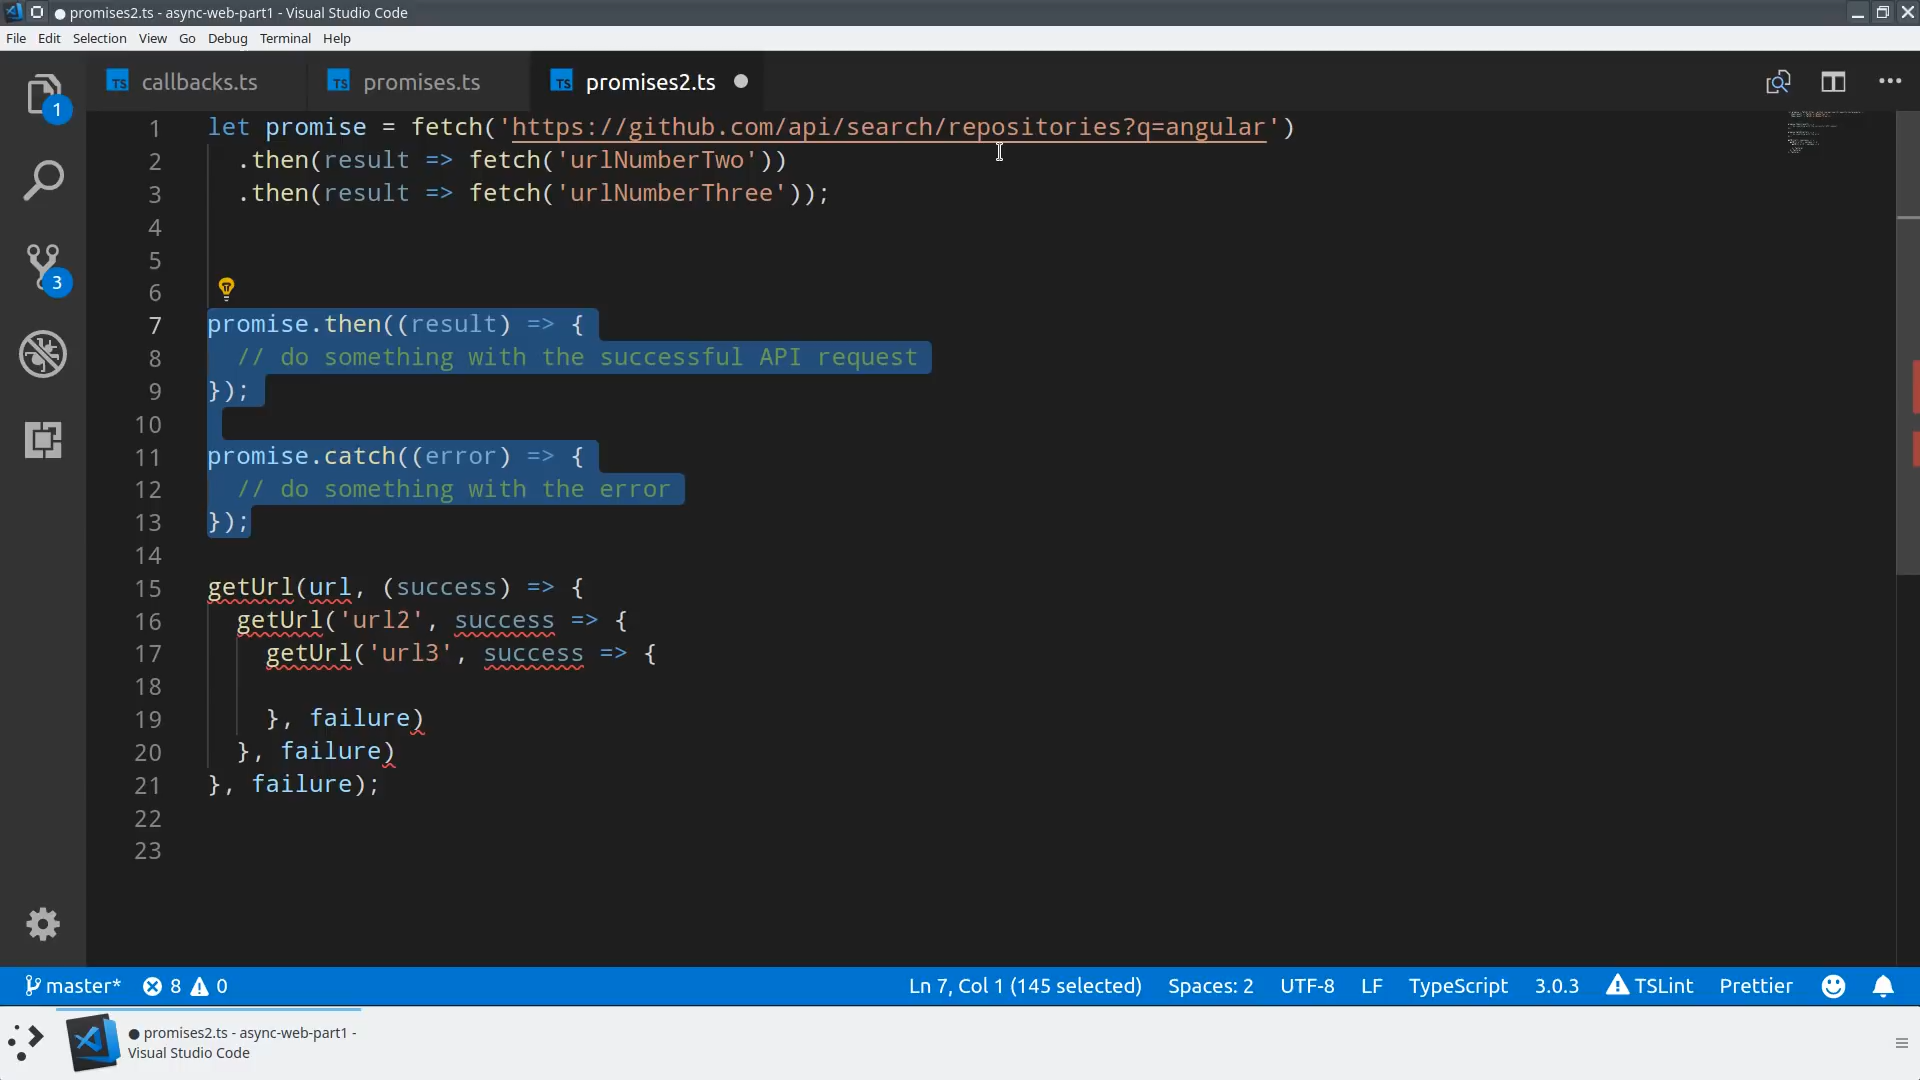 promises2.ts - async-web-part1 - Visual Studio Code
File Edit Selection View Go Debug Terminal Help
1
TS callbacks.ts TS promises.ts TS promises2.ts
1 let promise = fetch('https://github.com/api/search/repositories?q=angular')
2 .then(result => fetch('urlNumberTwo'))
3 .then(result => fetch('urlNumberThree'));
4
5
3
6
7 promise.then((result) => {
8 // do something with the successful API request
9 });
10
11 promise.catch((error) => {
12 // do something with the error
13 });
14
15 getUrl(url, (success) => {
16 getUrl('url2', success => {
17 getUrl('url3', success => {
18
19 }, failure)
20 }, failure)
21 }, failure);
22
23
master* 8 0 Ln 7, Col 1 (145 selected) Spaces: 2 UTF-8 LF TypeScript 3.0.3 TSLint Prettier
promises2.ts - async-web-part1 -
Visual Studio Code